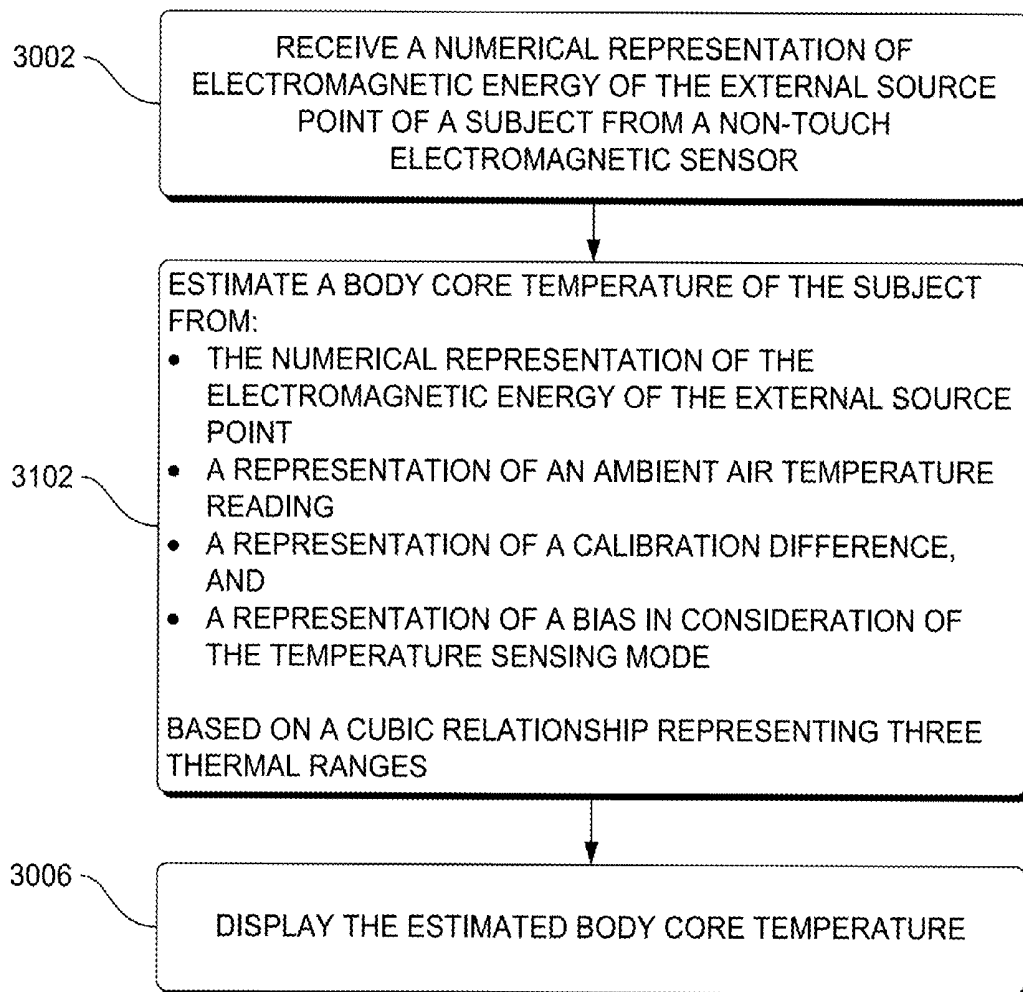 3002
RECEIVE A NUMERICAL REPRESENTATION OF
ELECTROMAGNETIC ENERGY OF THE EXTERNAL SOURCE
POINT OF A SUBJECT FROM A NON-TOUCH
ELECTROMAGNETIC SENSOR
3102
ESTIMATE A BODY CORE TEMPERATURE OF THE SUBJECT
FROM:
• THE NUMERICAL REPRESENTATION OF THE
ELECTROMAGNETIC ENERGY OF THE EXTERNAL SOURCE
POINT
• A REPRESENTATION OF AN AMBIENT AIR TEMPERATURE
READING
• A REPRESENTATION OF A CALIBRATION DIFFERENCE,
AND
• A REPRESENTATION OF A BIAS IN CONSIDERATION OF
THE TEMPERATURE SENSING MODE
BASED ON A CUBIC RELATIONSHIP REPRESENTING THREE
THERMAL RANGES
3006
DISPLAY THE ESTIMATED BODY CORE TEMPERATURE